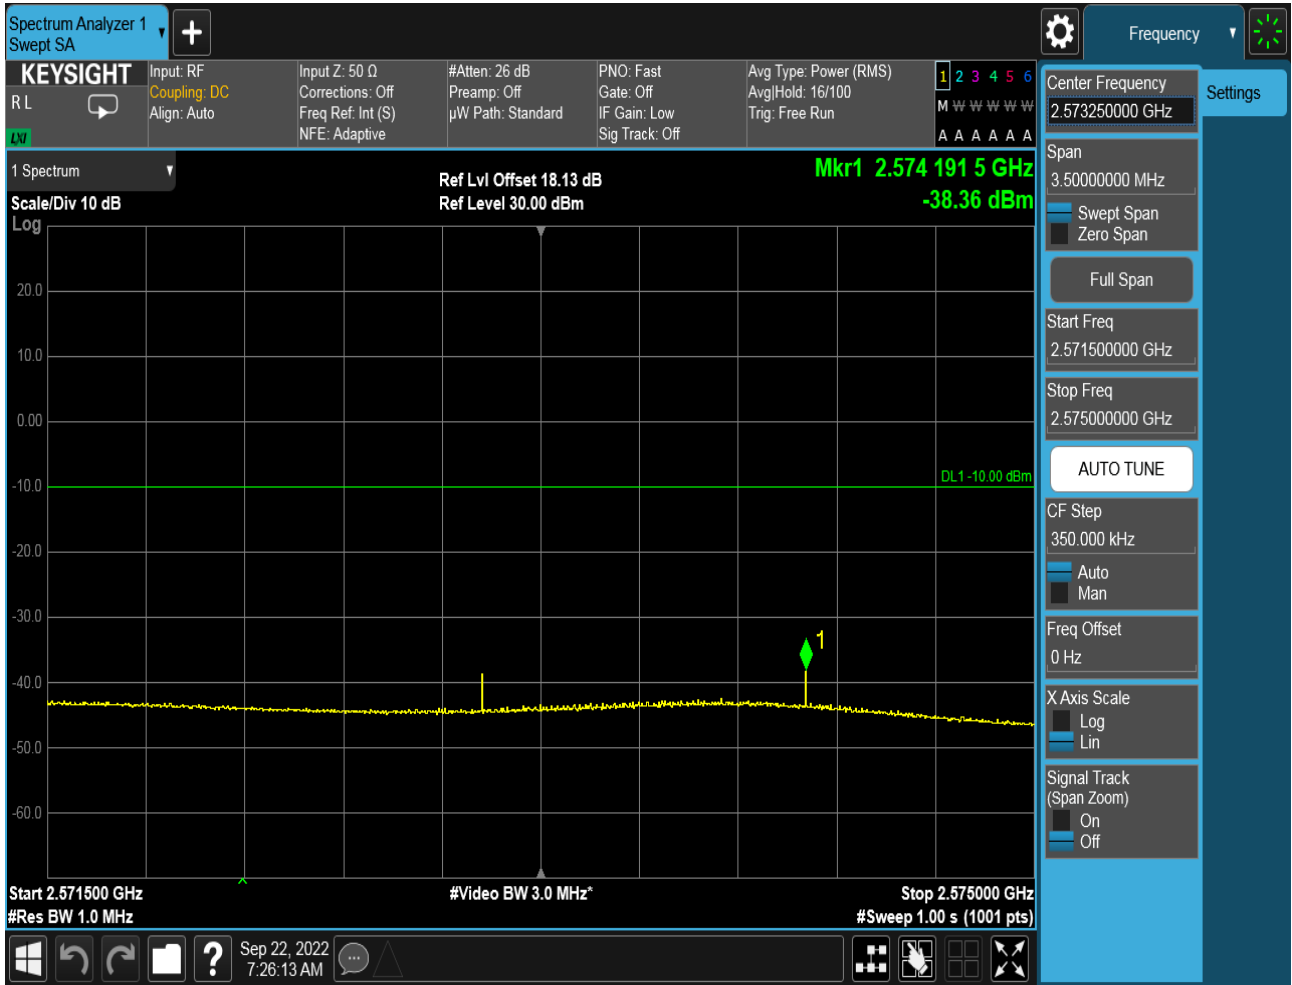 Spectrum Analyzer 1
Swept SA
Frequency
KEYSIGHT
R L
LXI
Input: RF
Coupling: DC
Align: Auto
Input Z: 50 Ω
Corrections: Off
Freq Ref: Int (S)
NFE: Adaptive
#Atten: 26 dB
Preamp: Off
µW Path: Standard
PNO: Fast
Gate: Off
IF Gain: Low
Sig Track: Off
Avg Type: Power (RMS)
Avg|Hold: 16/100
Trig: Free Run
1 2 3 4 5 6
M W W W W W
A A A A A A
1 Spectrum
Scale/Div 10 dB
Log
Ref Lvl Offset 18.13 dB
Ref Level 30.00 dBm
Mkr1 2.574 191 5 GHz
-38.36 dBm
20.0
10.0
0.00
-10.0
-20.0
-30.0
-40.0
-50.0
-60.0
DL1 -10.00 dBm
1
Start 2.571500 GHz
#Res BW 1.0 MHz
#Video BW 3.0 MHz*
Stop 2.575000 GHz
#Sweep 1.00 s (1001 pts)
Center Frequency
2.573250000 GHz
Settings
Span
3.50000000 MHz
Swept Span
Zero Span
Full Span
Start Freq
2.571500000 GHz
Stop Freq
2.575000000 GHz
AUTO TUNE
CF Step
350.000 kHz
Auto
Man
Freq Offset
0 Hz
X Axis Scale
Log
Lin
Signal Track
(Span Zoom)
On
Off
?
Sep 22, 2022
7:26:13 AM